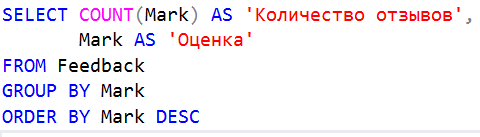 SELECT COUNT(Mark) AS 'Количество отзывов',
Mark AS 'Оценка'
FROM Feedback
GROUP BY Mark
ORDER BY Mark DESC